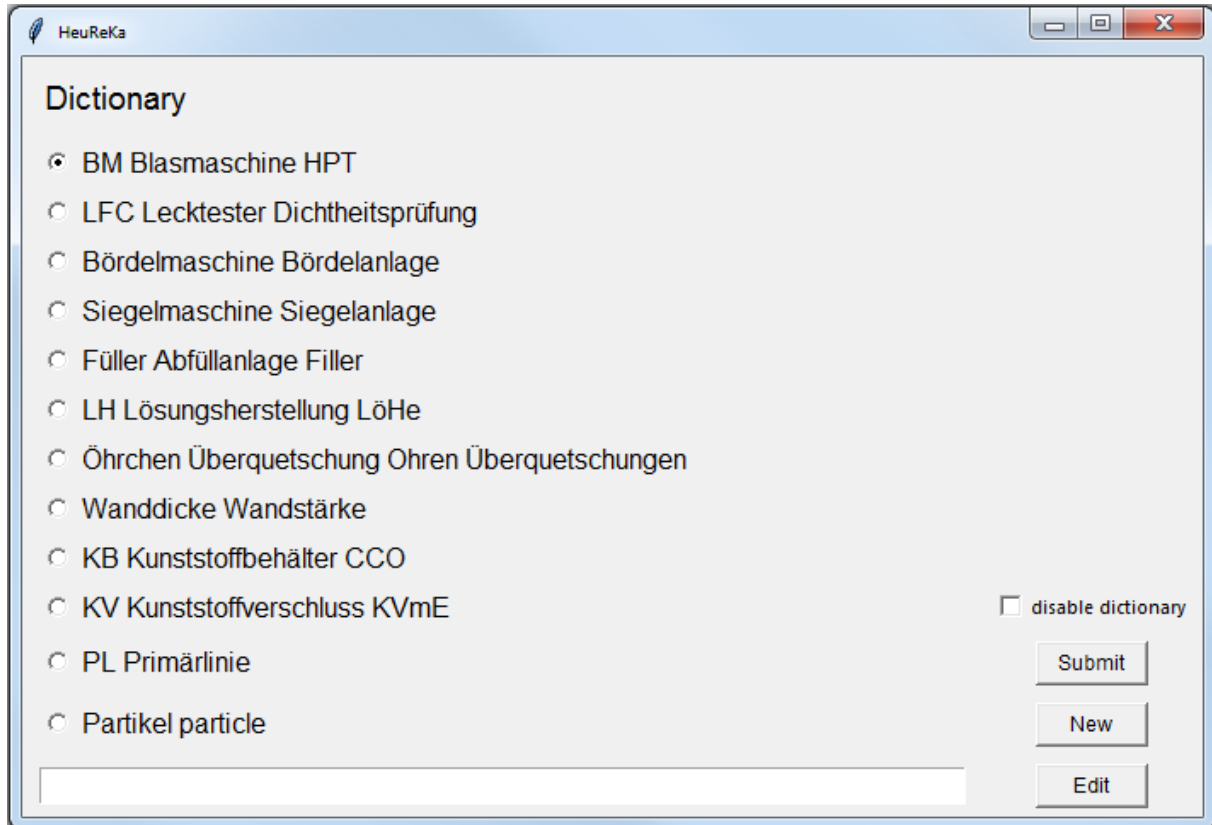 HeuReKa
Dictionary
BM Blasmaschine HPT
LFC Lecktester Dichtheitsprüfung
Bördelmaschine Bördelanlage
Siegelmaschine Siegelanlage
Füller Abfüllanlage Filler
LH Lösungsherstellung LöHe
Öhrchen Überquetschung Ohren Überquetschungen
Wanddicke Wandstärke
KB Kunststoffbehälter CCO
KV Kunststoffverschluss KVmE
disable dictionary
PL Primärlinie
Submit
Partikel particle
New
Edit